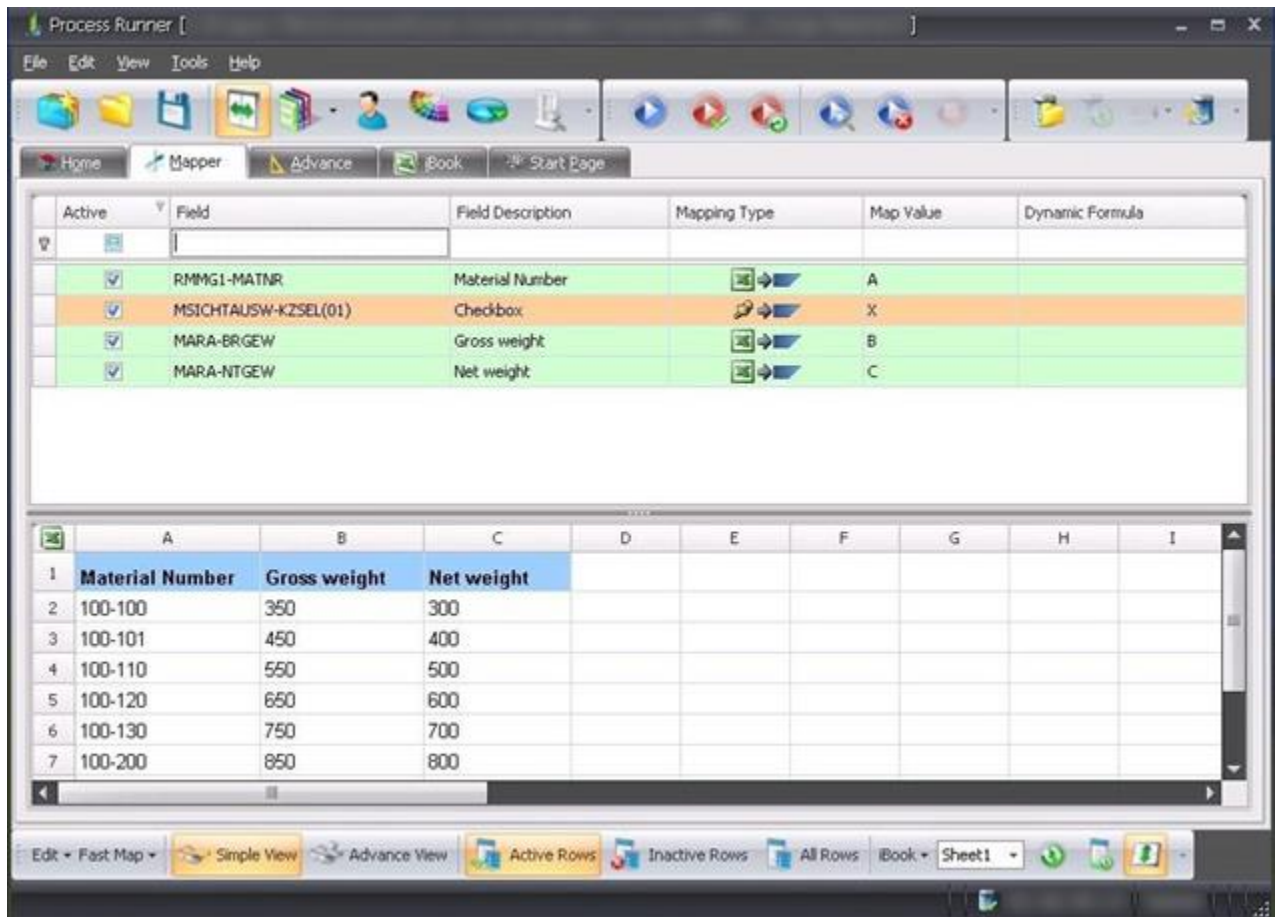 Process Runner [ ]
File Edit View Tools Help
Home Mapper Advance iBook Start Page
Active Field Field Description Mapping Type Map Value Dynamic Formula
RMMG1-MATNR Material Number A
MSICHTAUSW-KZSEL(01) Checkbox X
MARA-BRGEW Gross weight B
MARA-NTGEW Net weight C
A B C D E F G H I
1 Material Number Gross weight Net weight
2 100-100 350 300
3 100-101 450 400
4 100-110 550 500
5 100-120 650 600
6 100-130 750 700
7 100-200 850 800
Edit Fast Map Simple View Advance View Active Rows Inactive Rows All Rows iBook Sheet1